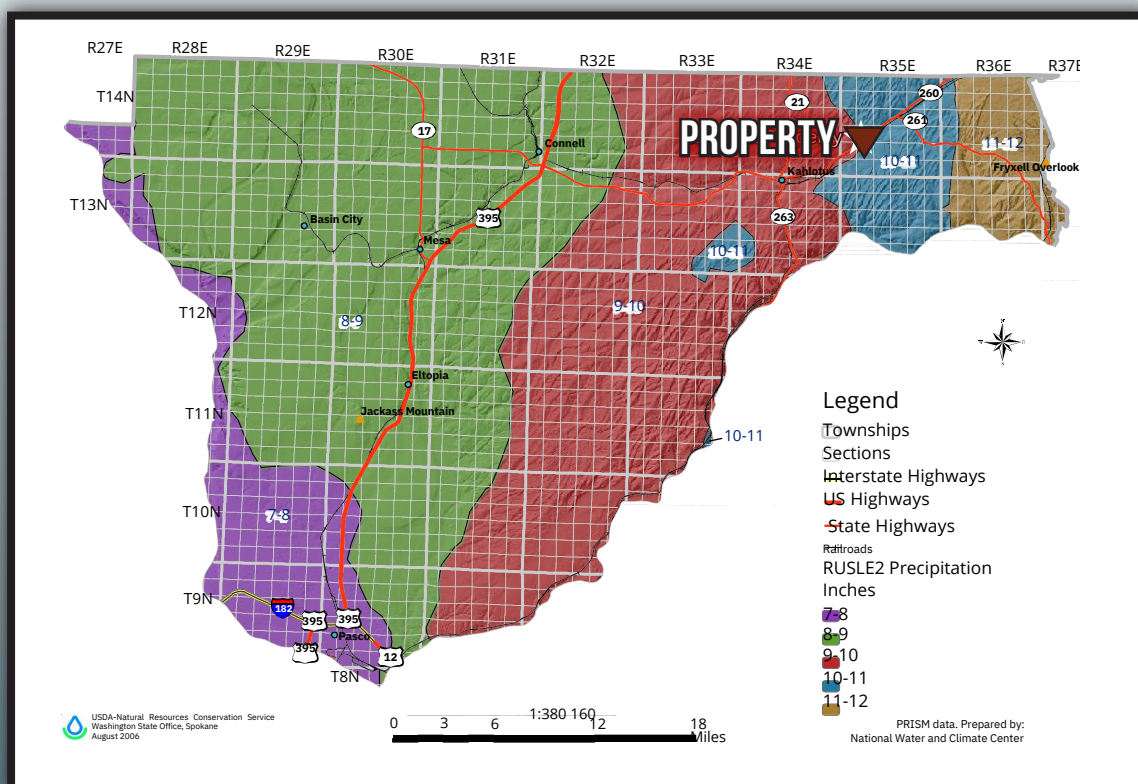 R27E R28E R29E R30E R31E R32E R33E R34E R35E R36E R37E
T14N
T13N
T12N
T11N
T10N
T9N
T8N
17
21
260
261
PROPERTY
Connell
11-12
10-11
Fryxell Overlook
Kahlotus
Basin City
395
263
Mesa
10-11
9-10
8-9
Eltopia
Jackass Mountain
10-11
7-8
182
395
395
Pasco
395
12
Legend
Townships
Sections
Interstate Highways
US Highways
State Highways
Railroads
RUSLE2 Precipitation
Inches
7-8
8-9
9-10
10-11
11-12
USDA-Natural Resources Conservation Service
Washington State Office, Spokane
August 2006
1:380 160
0 3 6 12 18
Miles
PRISM data. Prepared by:
National Water and Climate Center